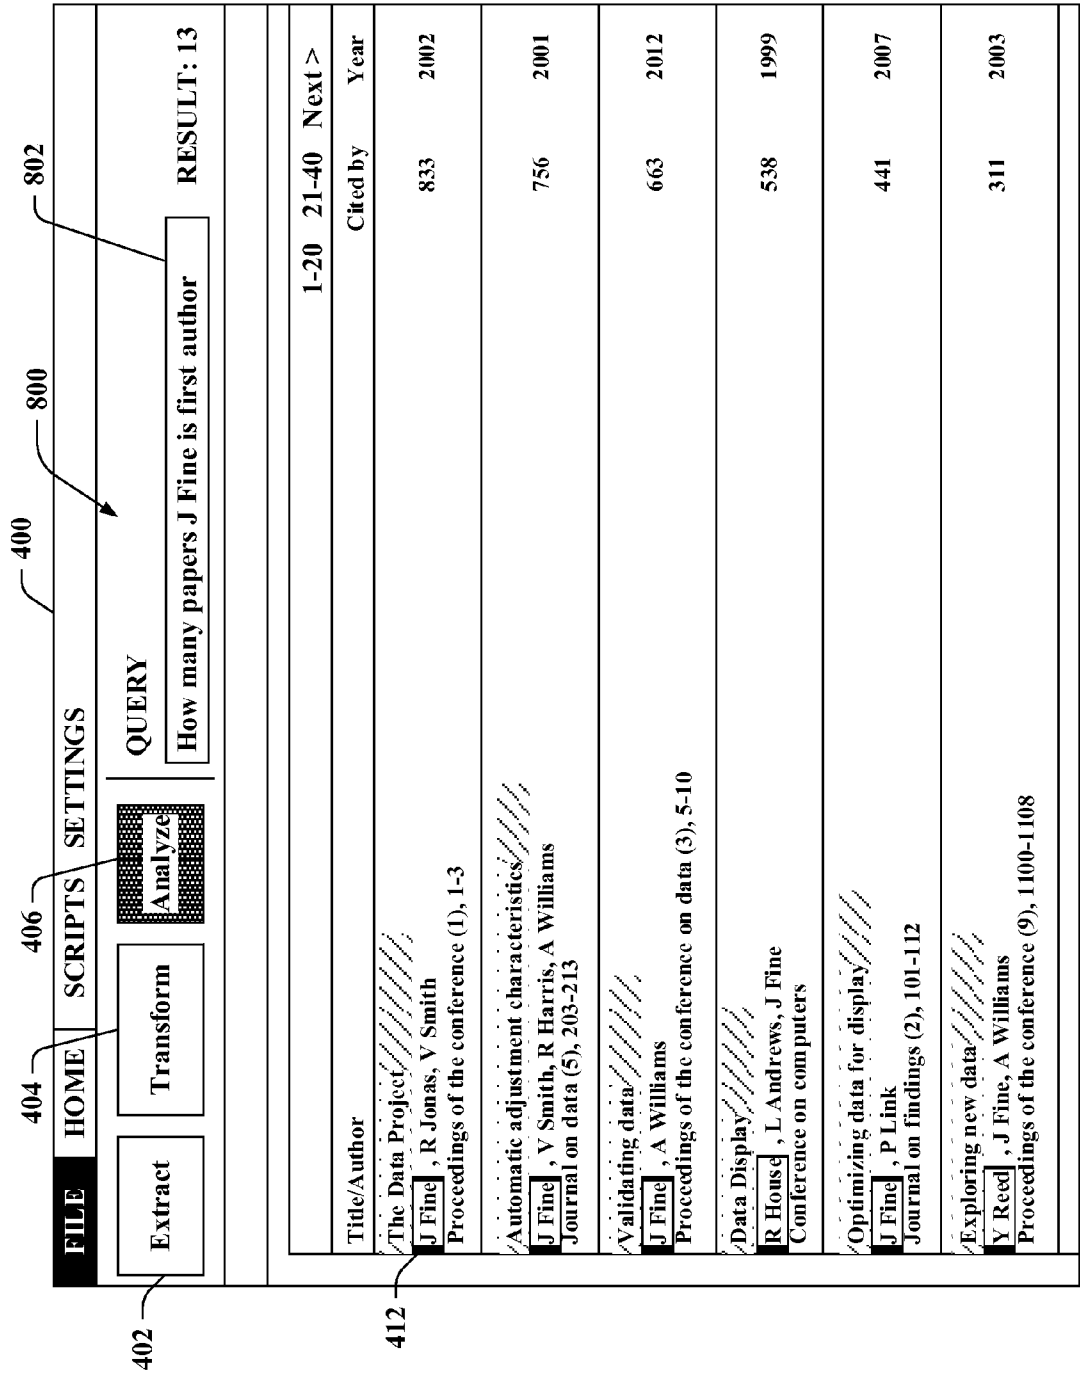 400
800
802
404
406
FILE HOME SCRIPTS SETTINGS
Extract Transform Analyze
QUERY
How many papers J Fine is first author
RESULT: 13
402
1-20 21-40 Next >
Title/Author Cited by Year
The Data Project 833 2002
J Fine , R Jonas, V Smith
Proceedings of the conference (1), 1-3
412
Automatic adjustment characteristics 756 2001
J Fine , V Smith, R Harris, A Williams
Journal on data (5), 203-213
Validating data 663 2012
J Fine , A Williams
Proceedings of the conference on data (3), 5-10
Data Display 538 1999
R House , L Andrews, J Fine
Conference on computers
Optimizing data for display 441 2007
J Fine , P Link
Journal on findings (2), 101-112
Exploring new data 311 2003
Y Reed , J Fine, A Williams
Proceedings of the conference (9), 1100-1108